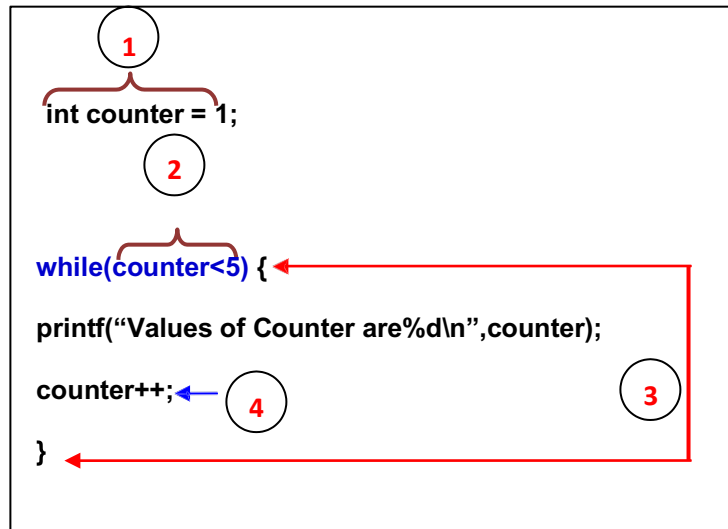 1
int counter = 1;
2
while(counter<5) {
printf(“Values of Counter are%d\n”,counter);
counter++;
4
3
}